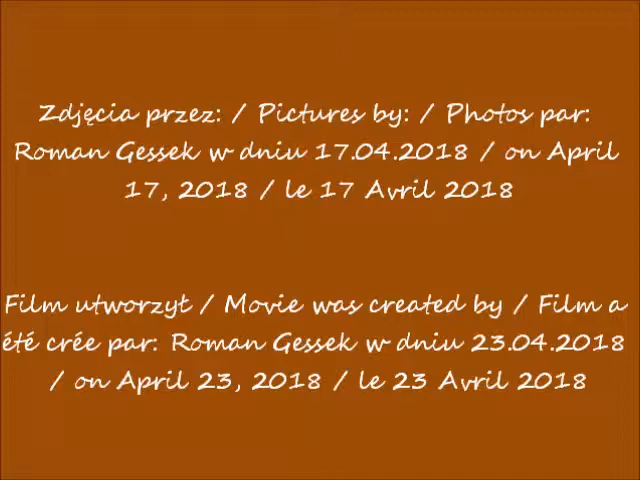 Zdjęcia przez: / Pictures by: / Photos par:
Roman Gessek w dniu 17.04.2018 / on April
17, 2018 / le 17 Avril 2018
Film utworzył / Movie was created by / Film a
été crée par: Roman Gessek w dniu 23.04.2018
/ on April 23, 2018 / le 23 Avril 2018